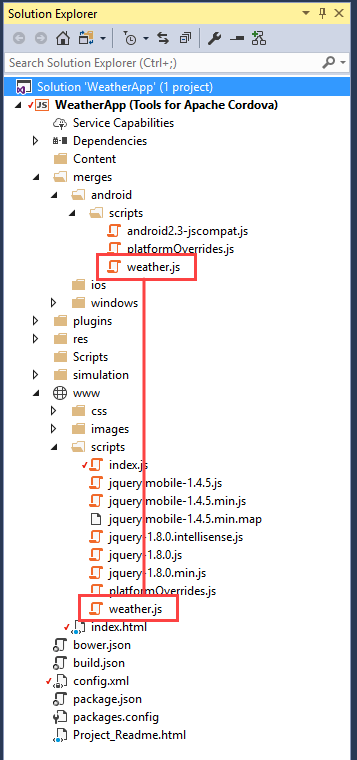 Solution Explorer
Search Solution Explorer (Ctrl+;)
Solution 'WeatherApp' (1 project)
JS WeatherApp (Tools for Apache Cordova)
Service Capabilities
Dependencies
Content
merges
android
scripts
android2.3-jscompat.js
platformOverrides.js
weather.js
ios
windows
plugins
res
Scripts
simulation
www
css
images
scripts
index.js
jquery.mobile-1.4.5.js
jquery.mobile-1.4.5.min.js
jquery.mobile-1.4.5.min.map
jquery-1.8.0.intellisense.js
jquery-1.8.0.js
jquery-1.8.0.min.js
platformOverrides.js
weather.js
index.html
bower.json
build.json
config.xml
package.json
packages.config
Project_Readme.html